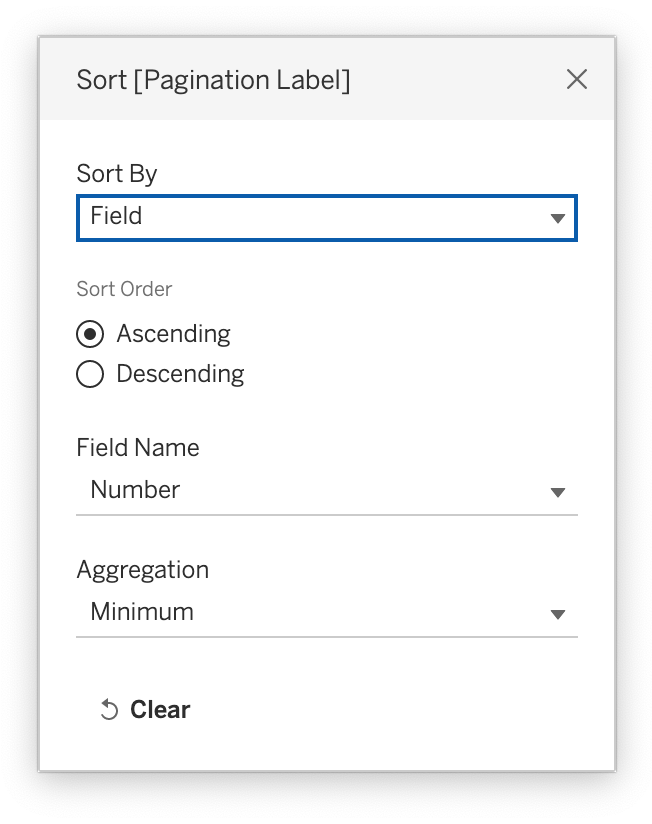 Sort [Pagination Label]
Sort By
Field
Sort Order
Ascending
Descending
Field Name
Number
Aggregation
Minimum
Clear